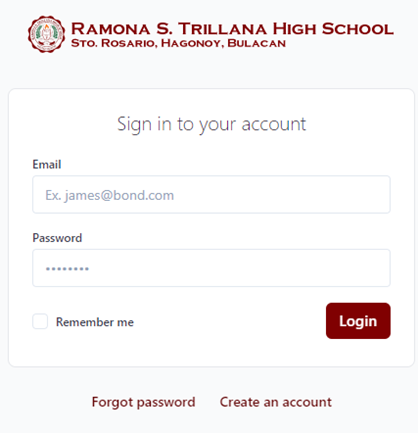 Ramona S. Trillana High School
Sto. Rosario, Hagonoy, Bulacan
Sign in to your account
Email
Ex. james@bond.com
Password
••••••••
Remember me
Login
Forgot password
Create an account